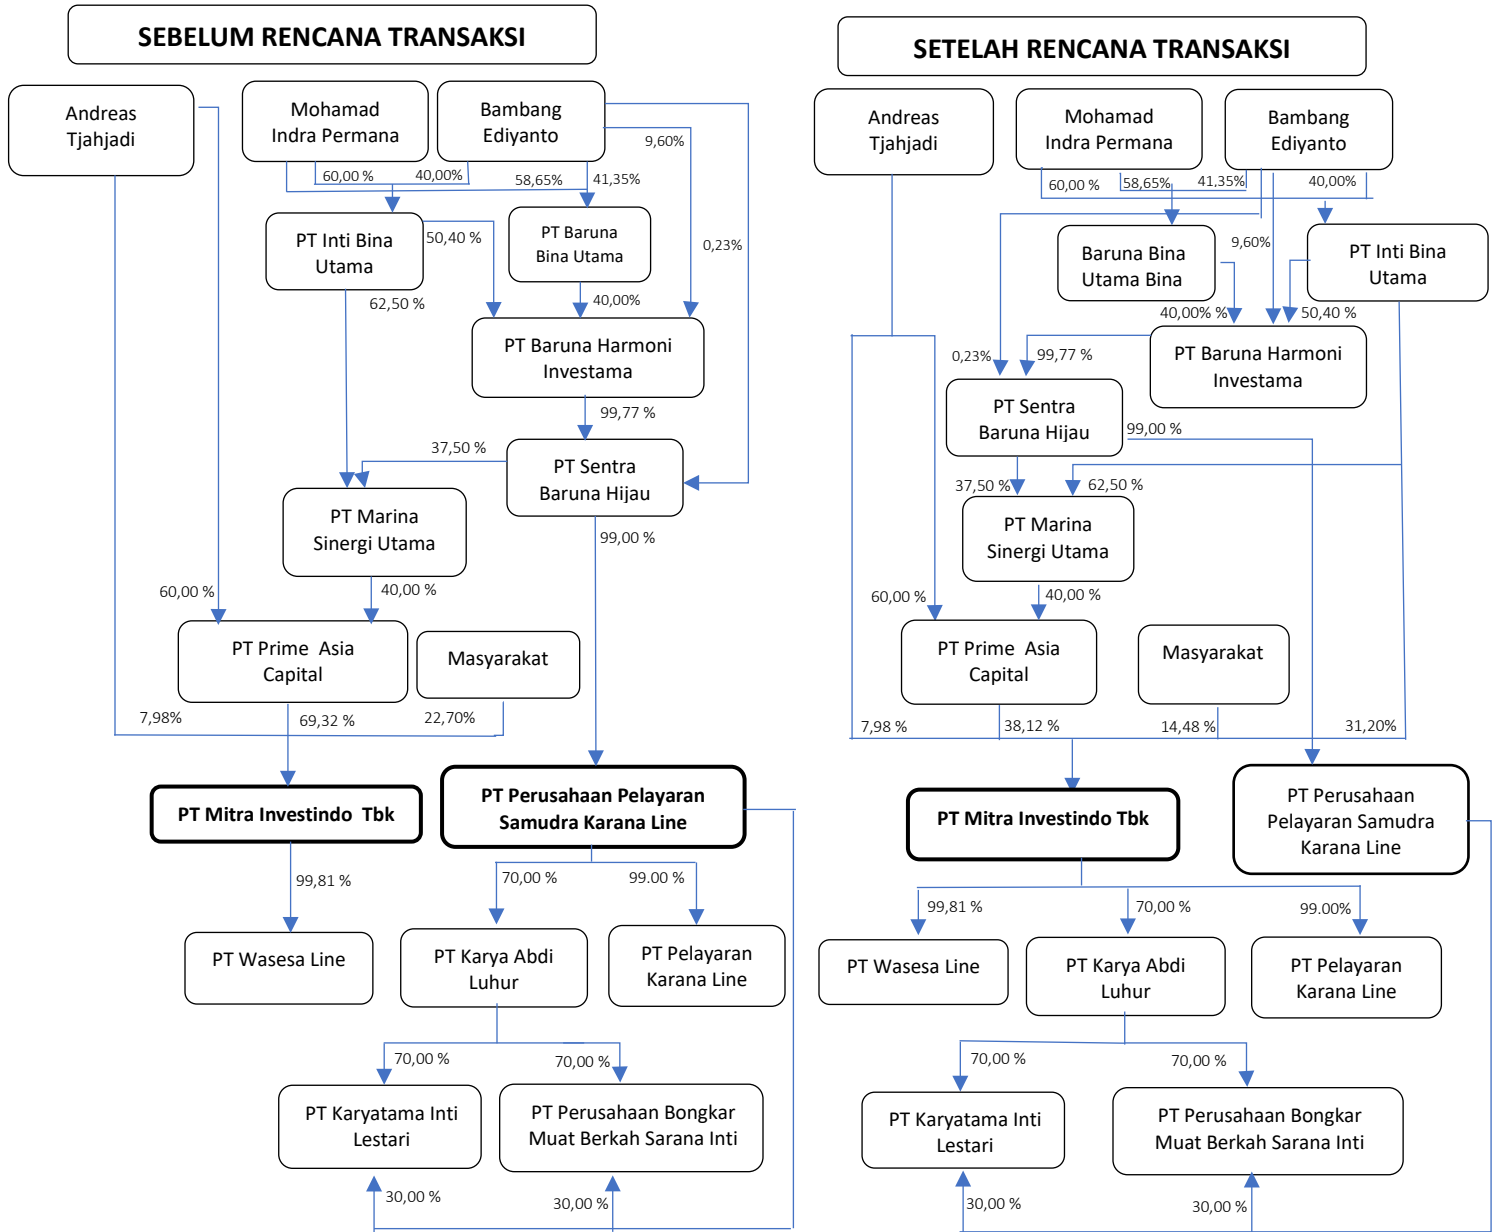 SEBELUM RENCANA TRANSAKSI
Andreas
Tjahjadi
Mohamad
Indra Permana
Bambang
Ediyanto
9,60%
60,00 %
40,00%
58,65%
41,35%
PT Inti Bina
Utama
50,40 %
PT Baruna
Bina Utama
0,23%
62,50 %
40,00%
PT Baruna Harmoni
Investama
99,77 %
37,50 %
PT Sentra
Baruna Hijau
PT Marina
Sinergi Utama
99,00 %
60,00 %
40,00 %
PT Prime Asia
Capital
Masyarakat
7,98%
69,32 %
22,70%
PT Mitra Investindo Tbk
PT Perusahaan Pelayaran
Samudra Karana Line
99,81 %
70,00 %
99.00 %
PT Wasesa Line
PT Karya Abdi
Luhur
PT Pelayaran
Karana Line
70,00 %
70,00 %
PT Karyatama Inti
Lestari
PT Perusahaan Bongkar
Muat Berkah Sarana Inti
30,00 %
30,00 %
SETELAH RENCANA TRANSAKSI
Andreas
Tjahjadi
Mohamad
Indra Permana
Bambang
Ediyanto
60,00 %
58,65%
41,35%
40,00%
Baruna Bina
Utama Bina
9,60%
PT Inti Bina
Utama
40,00% %
50,40 %
0,23%
99,77 %
PT Baruna Harmoni
Investama
PT Sentra
Baruna Hijau
99,00 %
37,50 %
62,50 %
PT Marina
Sinergi Utama
60,00 %
40,00 %
PT Prime Asia
Capital
Masyarakat
7,98 %
38,12 %
14,48 %
31,20%
PT Mitra Investindo Tbk
PT Perusahaan
Pelayaran Samudra
Karana Line
99,81 %
70,00 %
99.00%
PT Wasesa Line
PT Karya Abdi
Luhur
PT Pelayaran
Karana Line
70,00 %
70,00 %
PT Karyatama Inti
Lestari
PT Perusahaan Bongkar
Muat Berkah Sarana Inti
30,00 %
30,00 %